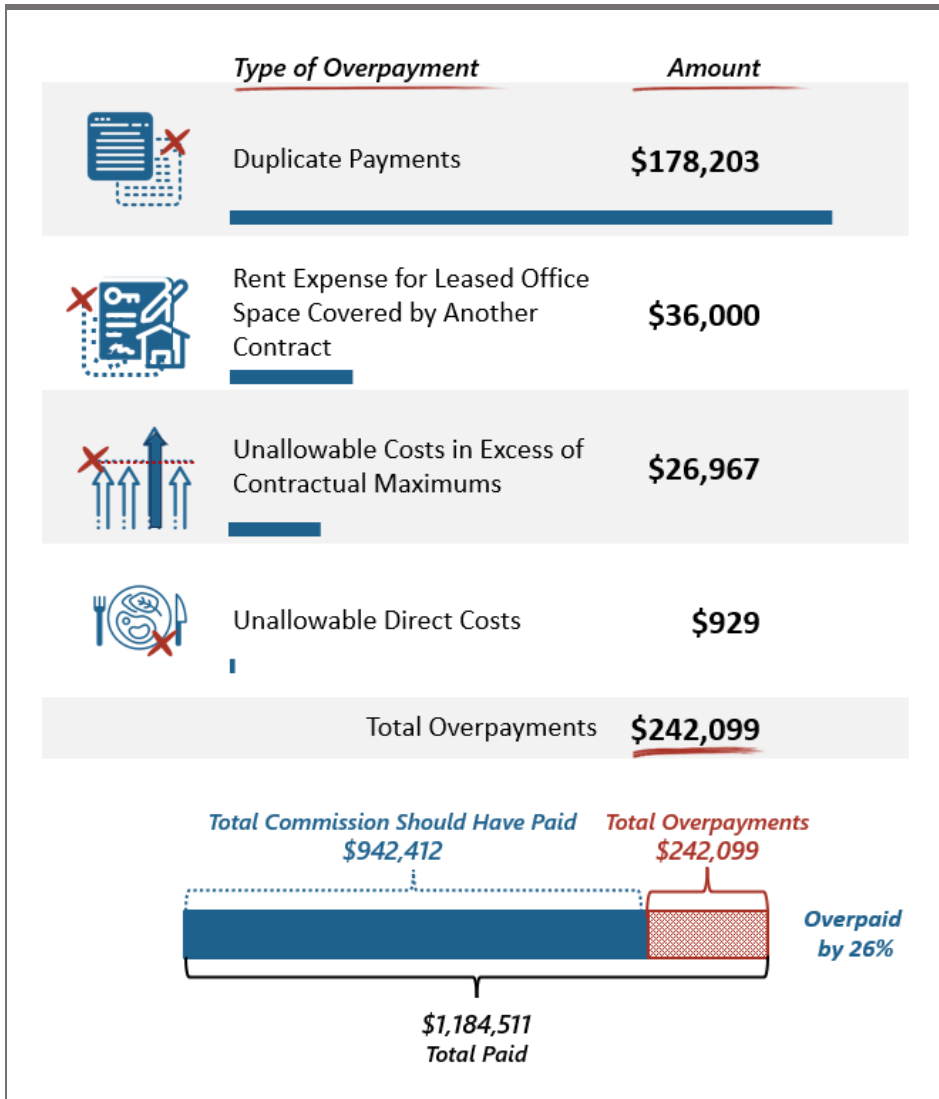 Type of Overpayment Amount
Duplicate Payments $178,203
Rent Expense for Leased Office
Space Covered by Another $36,000
Contract
Unallowable Costs in Excess of
Contractual Maximums $26,967
Unallowable Direct Costs $929
Total Overpayments $242,099
Total Commission Should Have Paid Total Overpayments
$942,412 $242,099
Overpaid
by 26%
$1,184,511
Total Paid